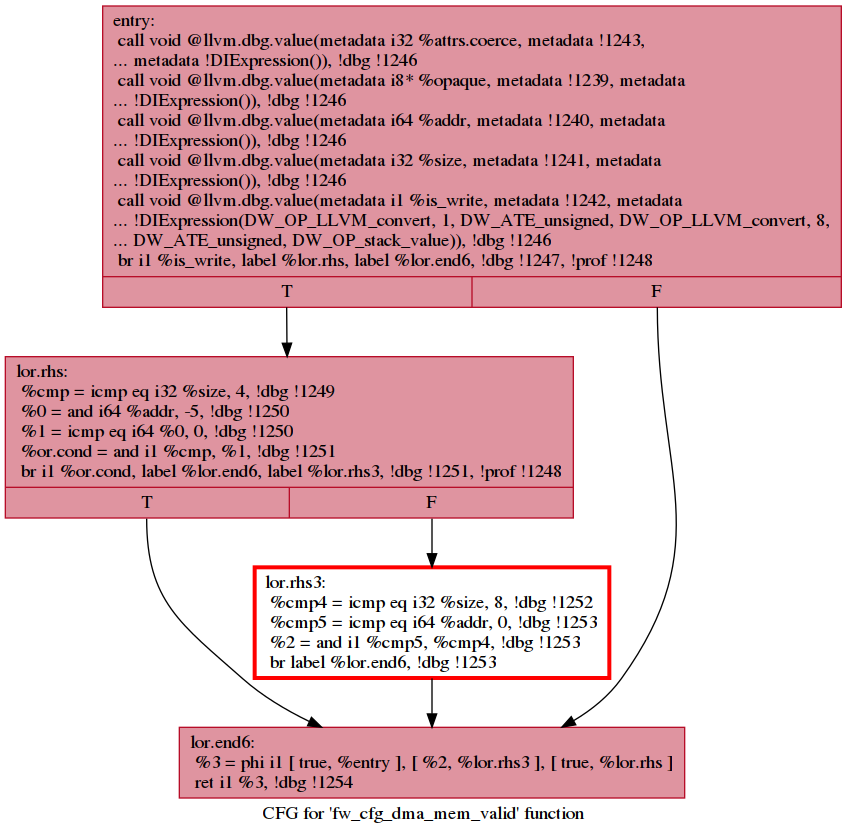 entry:
call void @llvm.dbg.value(metadata i32 %attrs.coerce, metadata !1243,
... metadata !DIExpression()), !dbg !1246
call void @llvm.dbg.value(metadata i8* %opaque, metadata !1239, metadata
... !DIExpression()), !dbg !1246
call void @llvm.dbg.value(metadata i64 %addr, metadata !1240, metadata
... !DIExpression()), !dbg !1246
call void @llvm.dbg.value(metadata i32 %size, metadata !1241, metadata
... !DIExpression()), !dbg !1246
call void @llvm.dbg.value(metadata i1 %is_write, metadata !1242, metadata
... !DIExpression(DW_OP_LLVM_convert, 1, DW_ATE_unsigned, DW_OP_LLVM_convert, 8,
... DW_ATE_unsigned, DW_OP_stack_value)), !dbg !1246
br i1 %is_write, label %lor.rhs, label %lor.end6, !dbg !1247, !prof !1248
T F
lor.rhs:
%cmp = icmp eq i32 %size, 4, !dbg !1249
%0 = and i64 %addr, -5, !dbg !1250
%1 = icmp eq i64 %0, 0, !dbg !1250
%or.cond = and i1 %cmp, %1, !dbg !1251
br i1 %or.cond, label %lor.end6, label %lor.rhs3, !dbg !1251, !prof !1248
T F
lor.rhs3:
%cmp4 = icmp eq i32 %size, 8, !dbg !1252
%cmp5 = icmp eq i64 %addr, 0, !dbg !1253
%2 = and i1 %cmp5, %cmp4, !dbg !1253
br label %lor.end6, !dbg !1253
lor.end6:
%3 = phi i1 [ true, %entry ], [ %2, %lor.rhs3 ], [ true, %lor.rhs ]
ret i1 %3, !dbg !1254
CFG for 'fw_cfg_dma_mem_valid' function